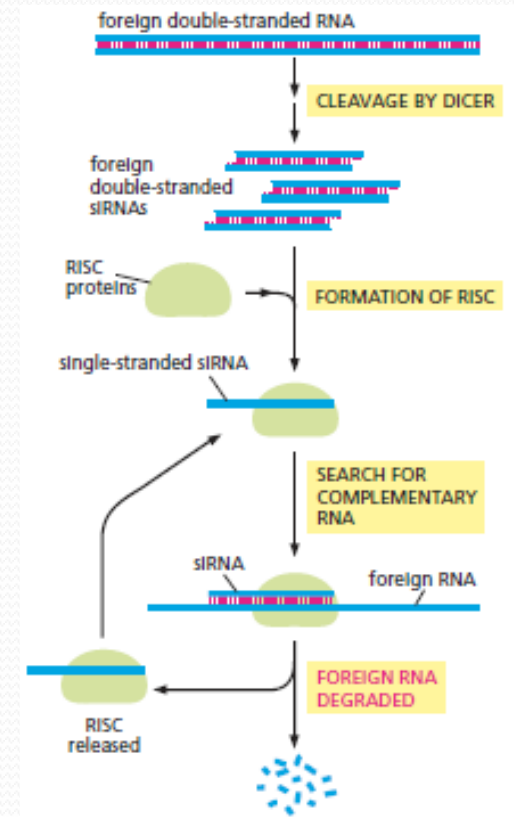 foreign double-stranded RNA
CLEAVAGE BY DICER
foreign
double-stranded
siRNAs
RISC
proteins
FORMATION OF RISC
single-stranded siRNA
SEARCH FOR
COMPLEMENTARY
RNA
siRNA
foreign RNA
FOREIGN RNA
DEGRADED
RISC
released